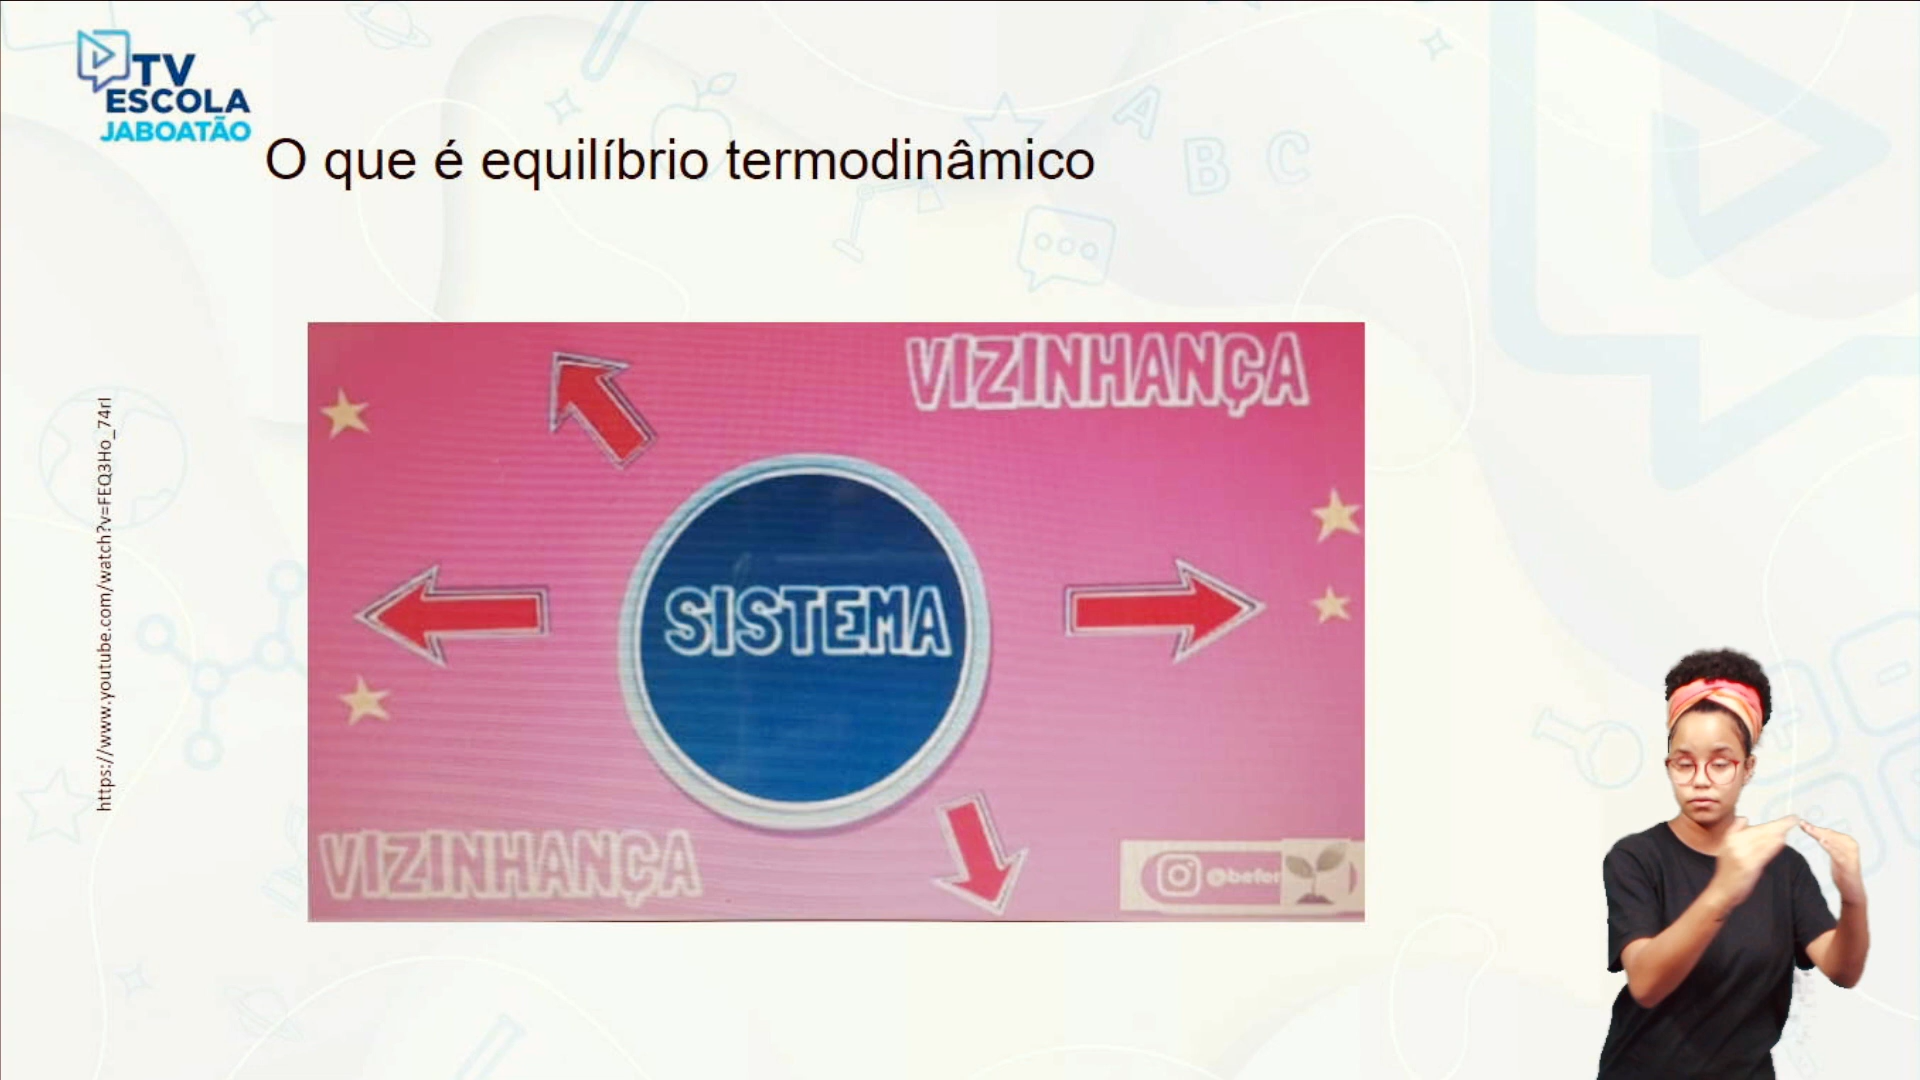 TV
ESCOLA
JABOATÃO
O que é equilíbrio termodinâmico
VIZINHANÇA
SISTEMA
VIZINHANÇA
https://www.youtube.com/watch?v=FEQ3Ho_74rI
A
B C